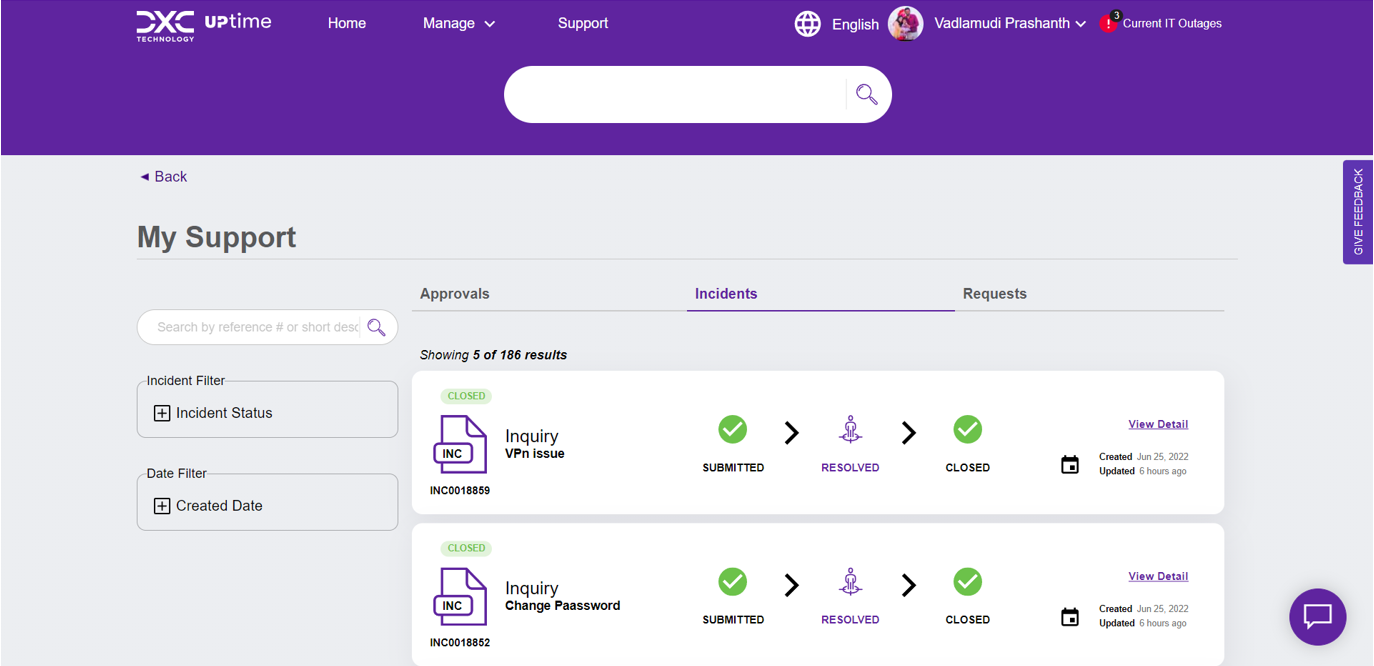 DXC
TECHNOLOGY
UPtime
Home
Manage
Support
English
Vadlamudi Prashanth
3
!
Current IT Outages
GIVE FEEDBACK
◄ Back
My Support
Approvals
Incidents
Requests
Search by reference # or short desc
Incident Filter
Incident Status
Date Filter
Created Date
Showing 5 of 186 results
CLOSED
INC
INC0018859
Inquiry
VPn issue
SUBMITTED
RESOLVED
CLOSED
View Detail
Created Jun 25, 2022
Updated 6 hours ago
CLOSED
INC
INC0018852
Inquiry
Change Paassword
SUBMITTED
RESOLVED
CLOSED
View Detail
Created Jun 25, 2022
Updated 6 hours ago